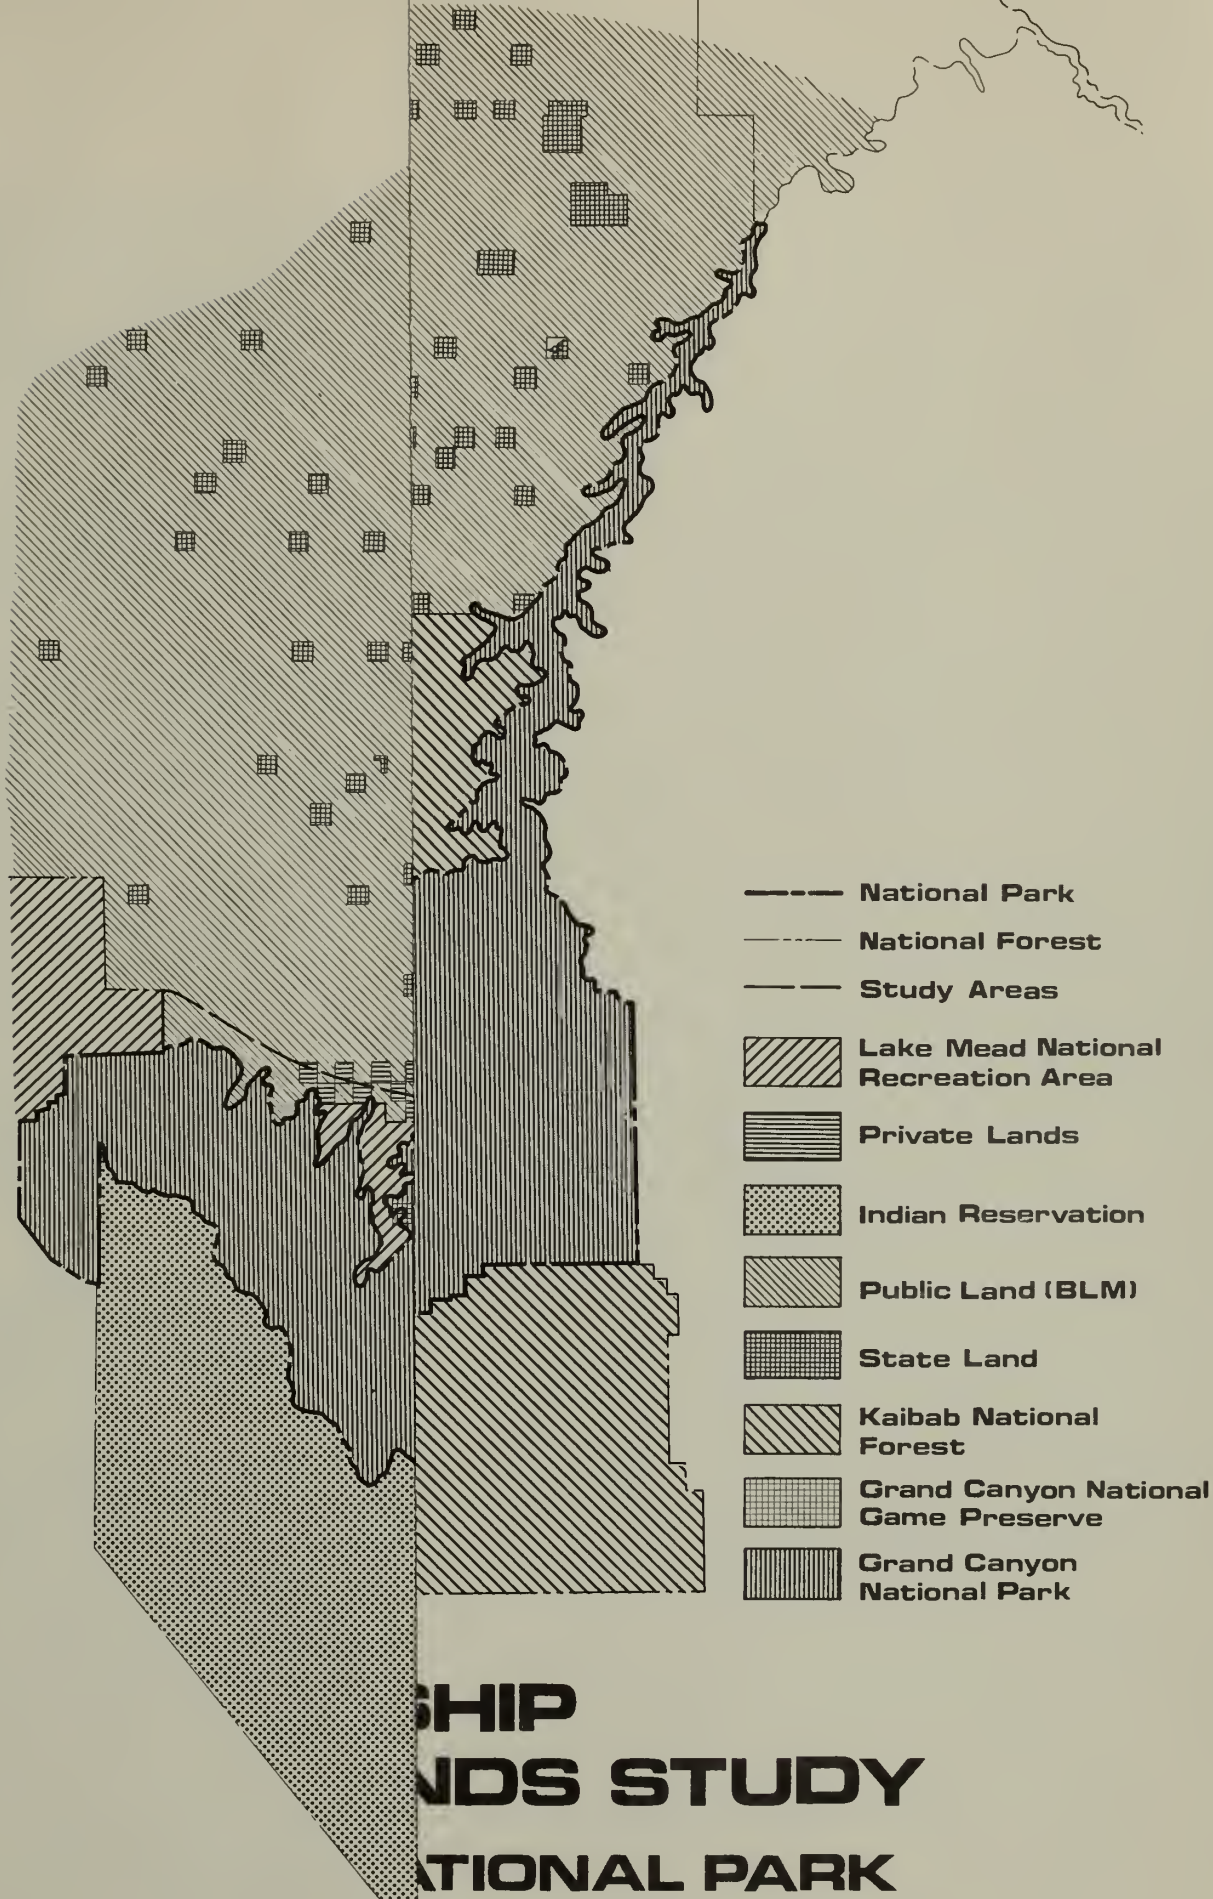 National Park
National Forest
Study Areas
Lake Mead National
Recreation Area
Private Lands
Indian Reservation
Public Land (BLM)
State Land
Kaibab National
Forest
Grand Canyon National
Game Preserve
Grand Canyon
National Park
SHIP
NDS STUDY
ATIONAL PARK